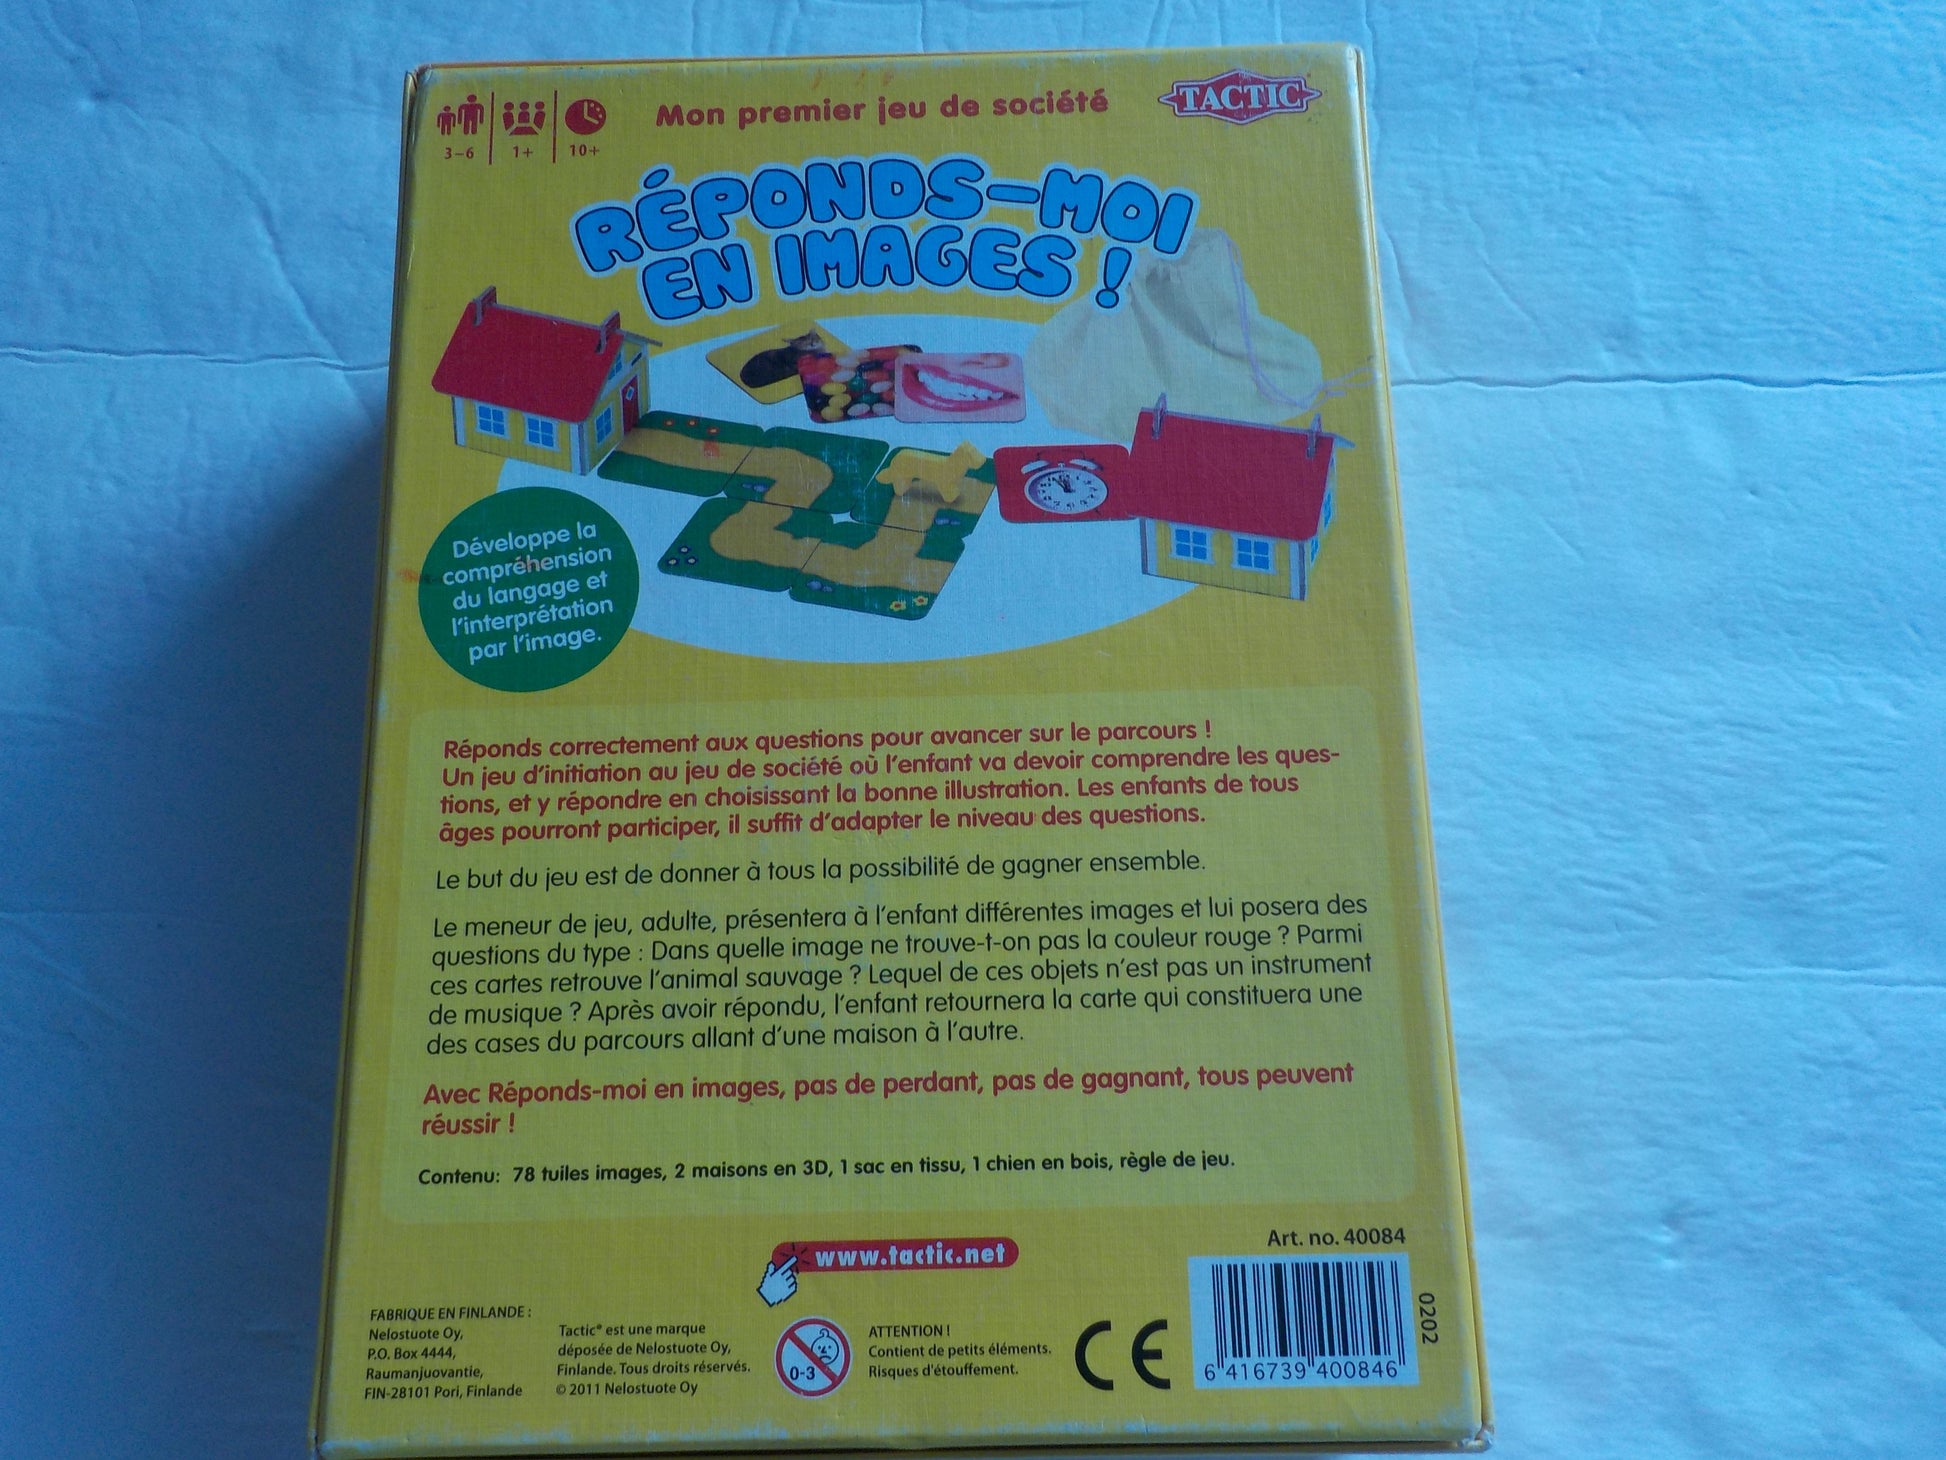 3–6
1+
10+
Mon premier jeu de société
TACTIC
RÉPONDS-MOI
EN IMAGES !
Développe la
compréhension
du langage et
l'interprétation
par l'image.
Réponds correctement aux questions pour avancer sur le parcours !
Un jeu d'initiation au jeu de société où l'enfant va devoir comprendre les ques-
tions, et y répondre en choisissant la bonne illustration. Les enfants de tous
âges pourront participer, il suffit d'adapter le niveau des questions.
Le but du jeu est de donner à tous la possibilité de gagner ensemble.
Le meneur de jeu, adulte, présentera à l'enfant différentes images et lui posera des
questions du type : Dans quelle image ne trouve-t-on pas la couleur rouge ? Parmi
ces cartes retrouve l'animal sauvage ? Lequel de ces objets n'est pas un instrument
de musique ? Après avoir répondu, l'enfant retournera la carte qui constituera une
des cases du parcours allant d'une maison à l'autre.
Avec Réponds-moi en images, pas de perdant, pas de gagnant, tous peuvent
réussir !
Contenu: 78 tuiles images, 2 maisons en 3D, 1 sac en tissu, 1 chien en bois, règle de jeu.
www.tactic.net
Art. no. 40084
FABRIQUE EN FINLANDE :
Nelostuote Oy,
P.O. Box 4444,
Raumanjuovantie,
FIN-28101 Pori, Finlande
Tactic® est une marque
déposée de Nelostuote Oy,
Finlande. Tous droits réservés.
© 2011 Nelostuote Oy
0-3
ATTENTION !
Contient de petits éléments.
Risques d'étouffement.
CE
6 416739 400846
0202